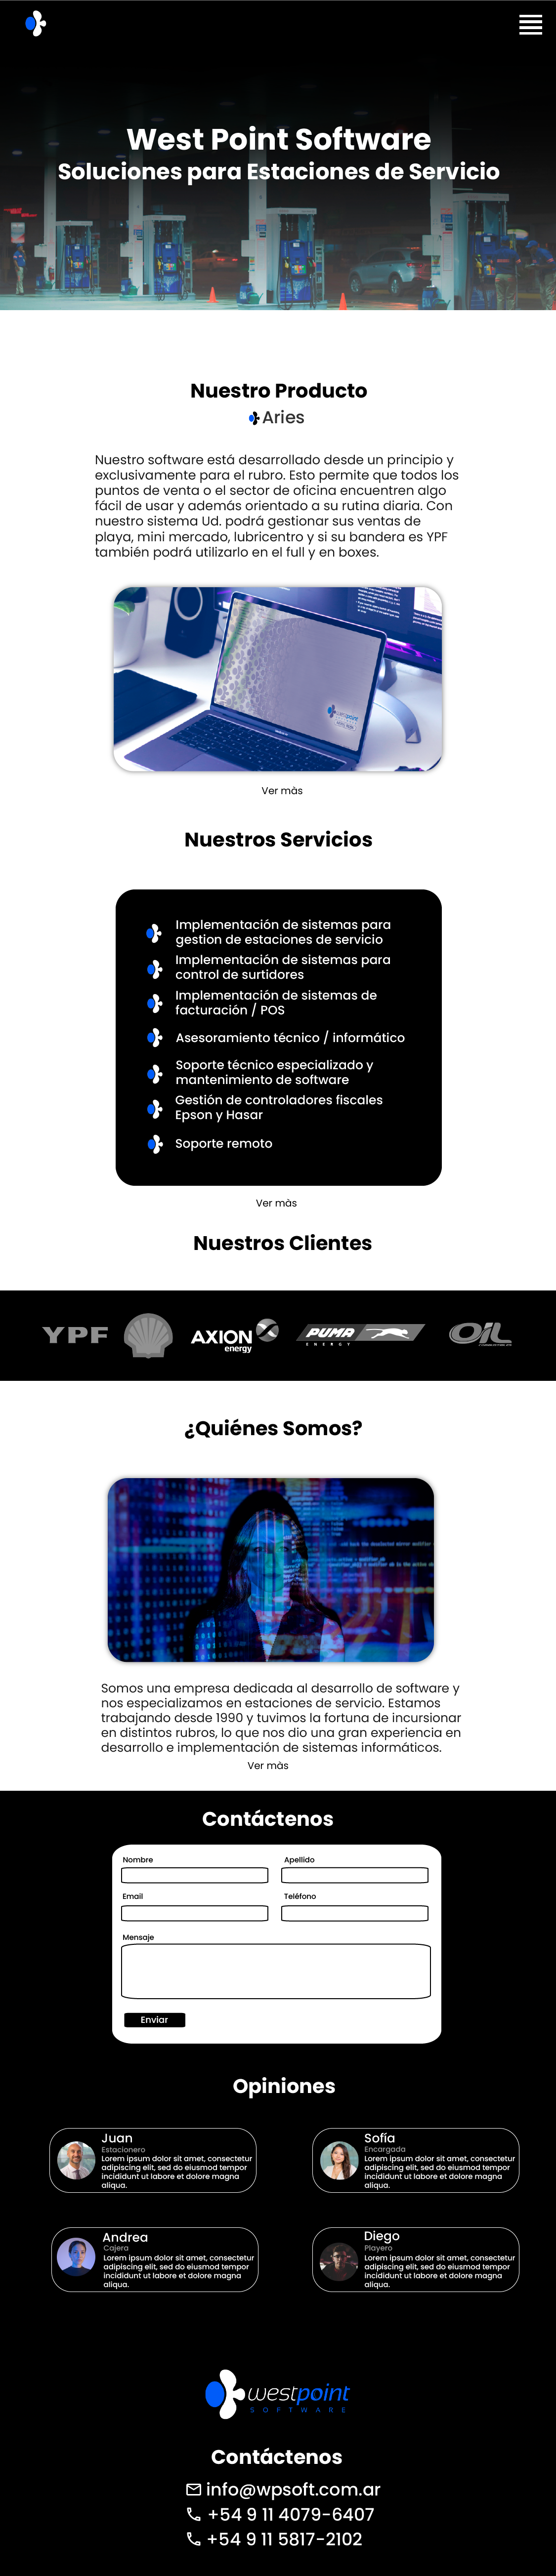 West Point Software
Soluciones para Estaciones de Servicio
Nuestro Producto
Aries
Nuestro software está desarrollado desde un principio y
exclusivamente para el rubro. Esto permite que todos los
puntos de venta o el sector de oficina encuentren algo
fácil de usar y además orientado a su rutina diaria. Con
nuestro sistema Ud. podrá gestionar sus ventas de
playa, mini mercado, lubricentro y si su bandera es YPF
también podrá utilizarlo en el full y en boxes.
westpoint
Ver màs
Nuestros Servicios
Implementación de sistemas para
gestion de estaciones de servicio
Implementación de sistemas para
control de surtidores
Implementación de sistemas de
facturación / POS
Asesoramiento técnico / informático
Soporte técnico especializado y
mantenimiento de software
Gestión de controladores fiscales
Epson y Hasar
Soporte remoto
Ver màs
Nuestros Clientes
YPF
AXION
energy
PUMA
ENERGY
OIL
¿Quiénes Somos?
Somos una empresa dedicada al desarrollo de software y
nos especializamos en estaciones de servicio. Estamos
trabajando desde 1990 y tuvimos la fortuna de incursionar
en distintos rubros, lo que nos dio una gran experiencia en
desarrollo e implementación de sistemas informáticos.
Ver màs
Contáctenos
Nombre
Apellido
Email
Teléfono
Mensaje
Enviar
Opiniones
Juan
Estacionero
Lorem ipsum dolor sit amet, consectetur
adipiscing elit, sed do eiusmod tempor
incididunt ut labore et dolore magna
aliqua.
Sofía
Encargada
Lorem ipsum dolor sit amet, consectetur
adipiscing elit, sed do eiusmod tempor
incididunt ut labore et dolore magna
aliqua.
Andrea
Cajera
Lorem ipsum dolor sit amet, consectetur
adipiscing elit, sed do eiusmod tempor
incididunt ut labore et dolore magna
aliqua.
Diego
Playero
Lorem ipsum dolor sit amet, consectetur
adipiscing elit, sed do eiusmod tempor
incididunt ut labore et dolore magna
aliqua.
westpoint
SOFTWARE
Contáctenos
info@wpsoft.com.ar
+54 9 11 4079-6407
+54 9 11 5817-2102